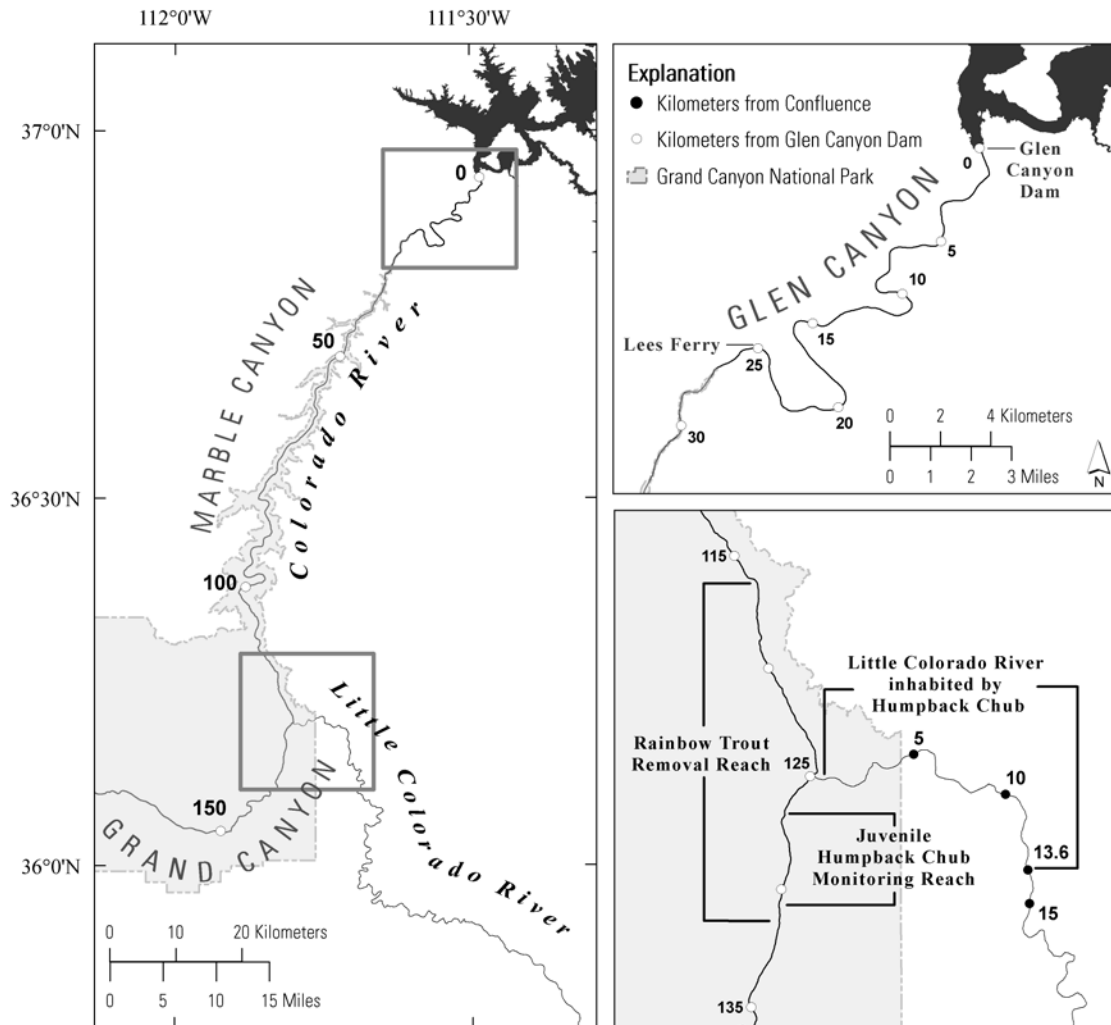 112°0'W
111°30'W
37°0'N
36°30'N
36°0'N
0
50
100
150
MARBLE CANYON
Colorado River
Little Colorado River
GRAND CANYON
0 10 20 Kilometers
0 5 10 15 Miles
Explanation
Kilometers from Confluence
Kilometers from Glen Canyon Dam
Grand Canyon National Park
0
Glen
Canyon
Dam
GLEN CANYON
5
10
15
Lees Ferry
25
20
30
0 2 4 Kilometers
0 1 2 3 Miles
N
115
Little Colorado River
inhabited by
Humpback Chub
Rainbow Trout
Removal Reach
125
5
10
Juvenile
Humpback Chub
Monitoring Reach
13.6
15
135